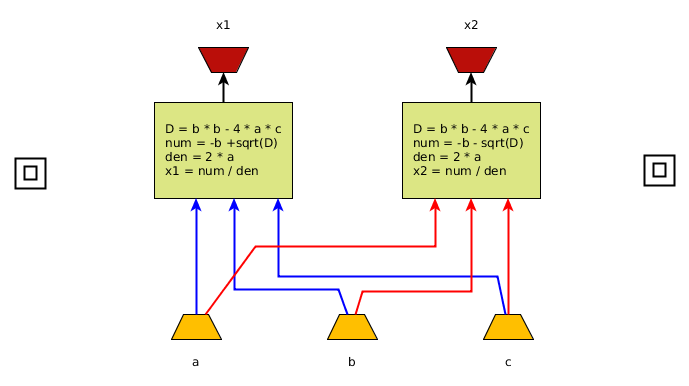 x1
x2
D = b * b - 4 * a * c
num = -b +sqrt(D)
den = 2 * a
x1 = num / den
D = b * b - 4 * a * c
num = -b - sqrt(D)
den = 2 * a
x2 = num / den
a
b
c